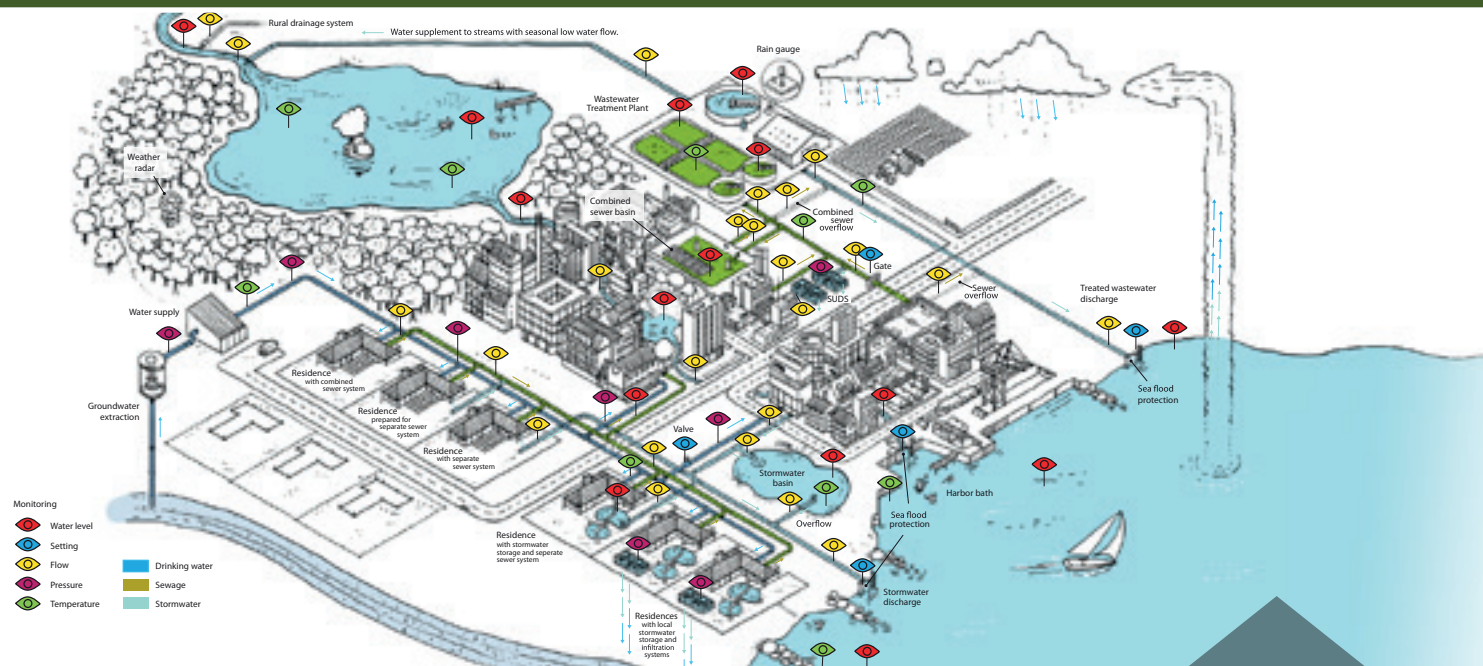 Rural drainage system
Water supplement to streams with seasonal low water flow.
Rain gauge
Wastewater
Treatment Plant
Weather
radar
Combined
sewer basin
Combined
sewer
overflow
Gate
SUDS
Sewer
overflow
Treated wastewater
discharge
Water supply
Sea flood
protection
Residence
with combined
sewer system
Groundwater
extraction
Residence
prepared for
separate sewer
system
Residence
with separate
sewer system
Valve
Stormwater
basin
Harbor bath
Overflow
Sea flood
protection
Monitoring
Water level
Setting
Flow
Pressure
Temperature
Drinking water
Sewage
Stormwater
Residence
with stormwater
storage and seperate
sewer system
Stormwater
discharge
Residences
with local
stormwater
storage and
infiltration
systems